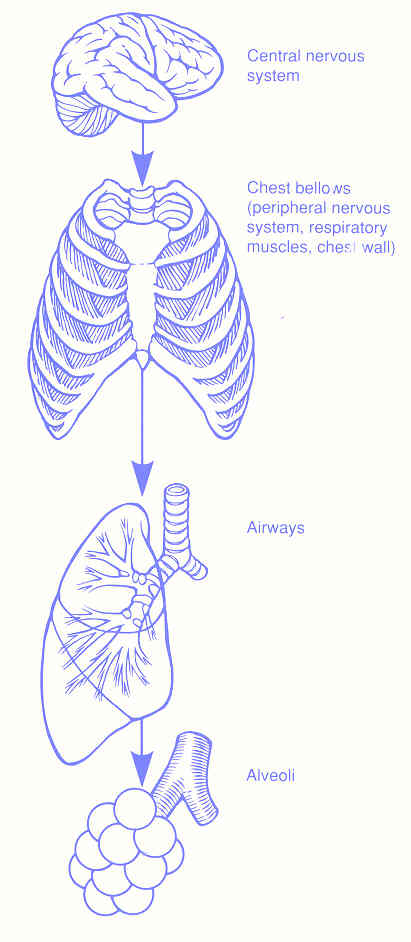 Central nervous
system
Chest bellows
(peripheral nervous
system, respiratory
muscles, chest wall)
Airways
Alveoli